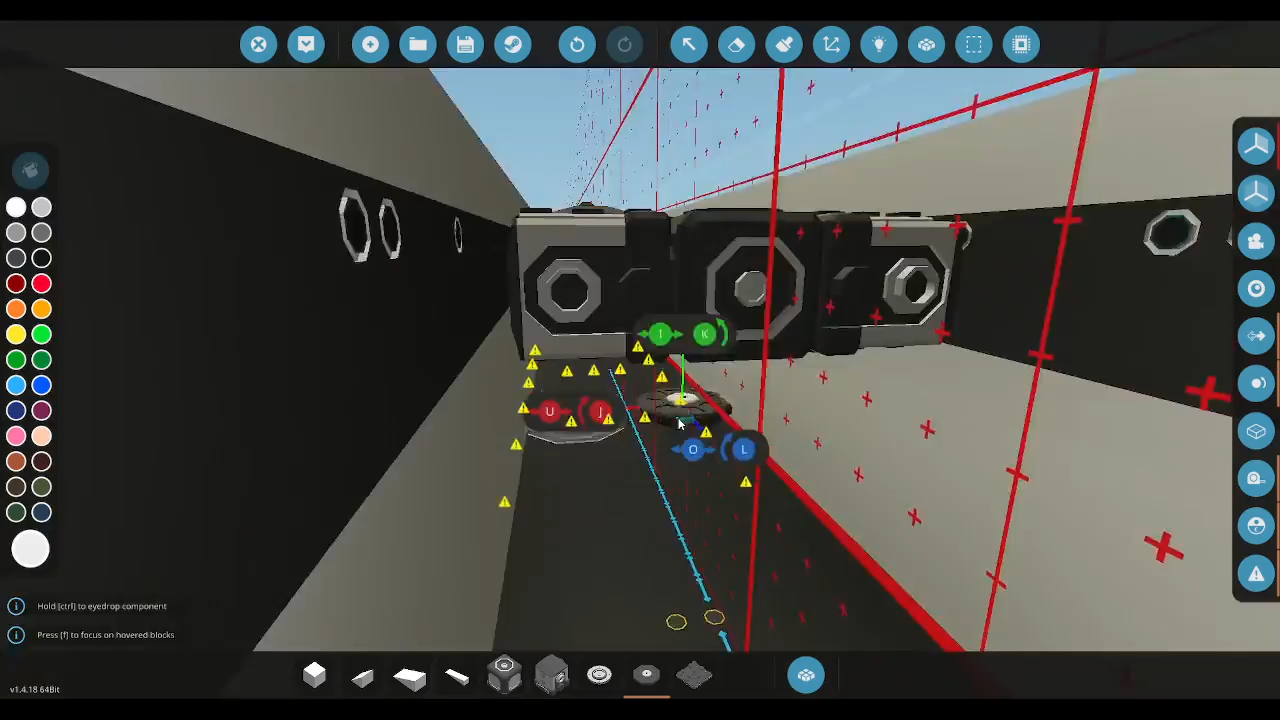 I K
U J
O L
Hold [ctrl] to eyedrop component
Press [f] to focus on hovered blocks
v1.4.18 64Bit